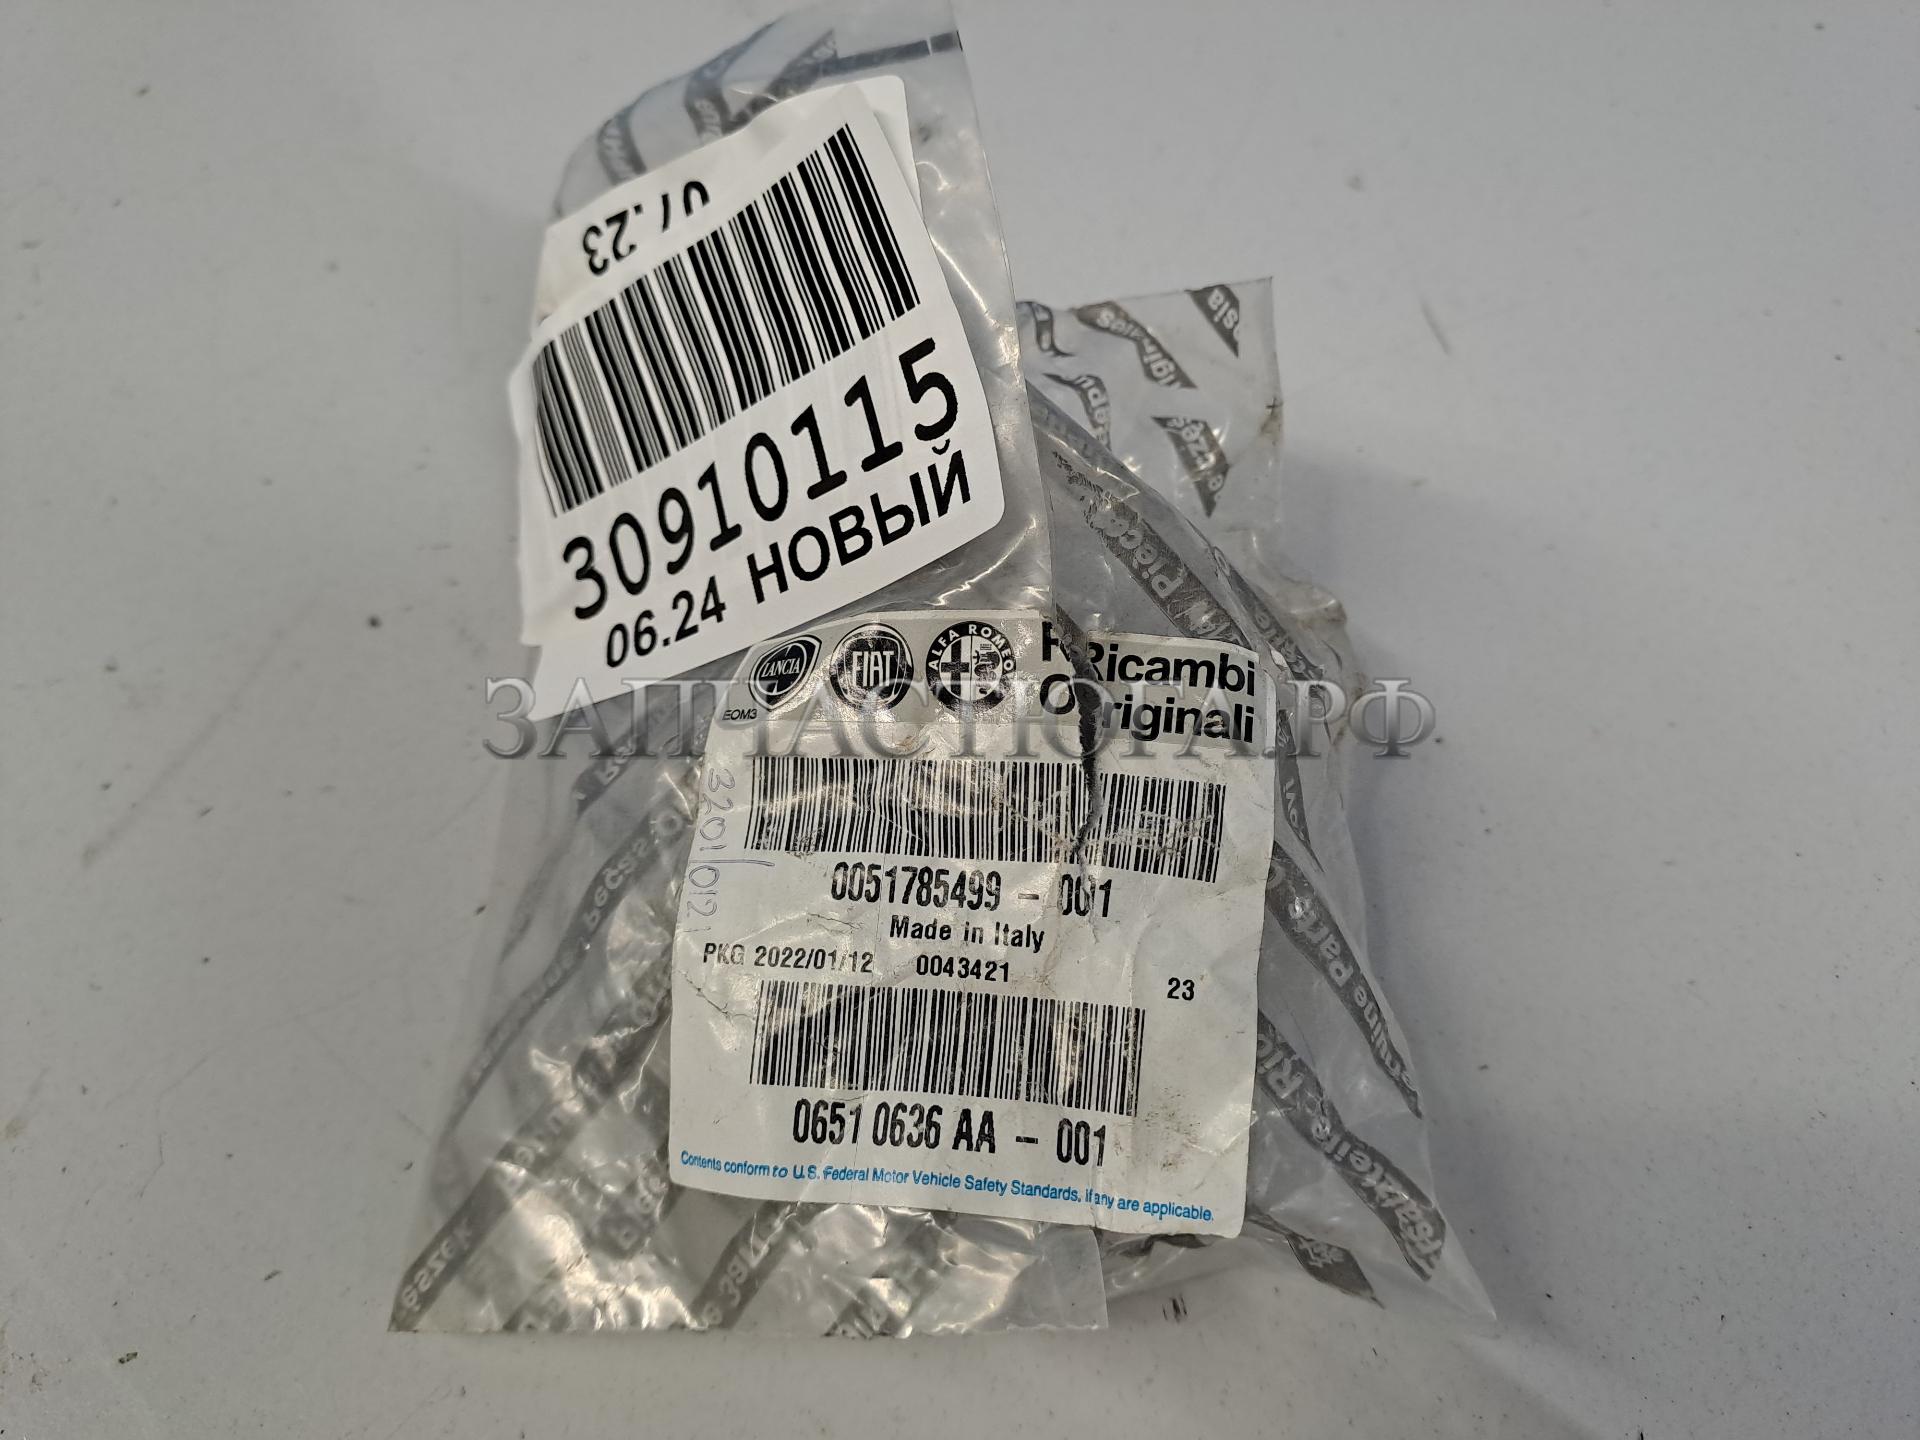 07.23
30910115
06.24 НОВЫЙ
LANCIA
FIAT
ALFA ROMEO
Ricambi
Originali
EOM3
ЗАПЧАСТЮГА.РФ
3201/0121
0051785499 - 001
Made in Italy
PKG 2022/01/12 0043421
23
0651 0636 AA - 001
Contents conform to U.S. Federal Motor Vehicle Safety Standards, if any are applicable.